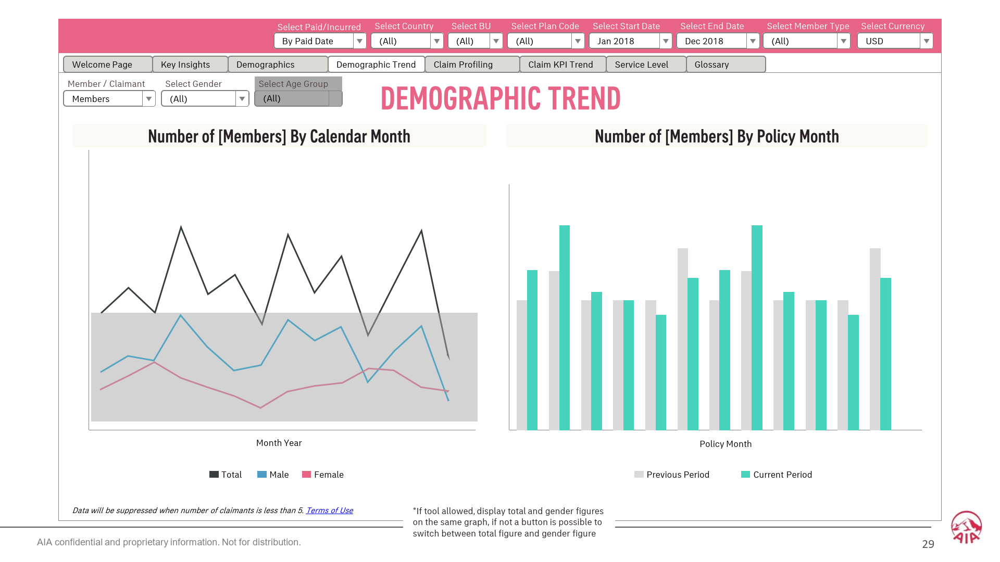 Select Paid/Incurred Select Country Select BU Select Plan Code Select Start Date Select End Date Select Member Type Select Currency
By Paid Date (All) (All) (All) Jan 2018 Dec 2018 (All) USD
Welcome Page Key Insights Demographics Demographic Trend Claim Profiling Claim KPI Trend Service Level Glossary
Member / Claimant Select Gender Select Age Group
Members (All) (All)
DEMOGRAPHIC TREND
Number of [Members] By Calendar Month
Number of [Members] By Policy Month
Month Year
Policy Month
Total Male Female
Previous Period Current Period
Data will be suppressed when number of claimants is less than 5. Terms of Use
*If tool allowed, display total and gender figures
on the same graph, if not a button is possible to
switch between total figure and gender figure
AIA confidential and proprietary information. Not for distribution.
29
AIA